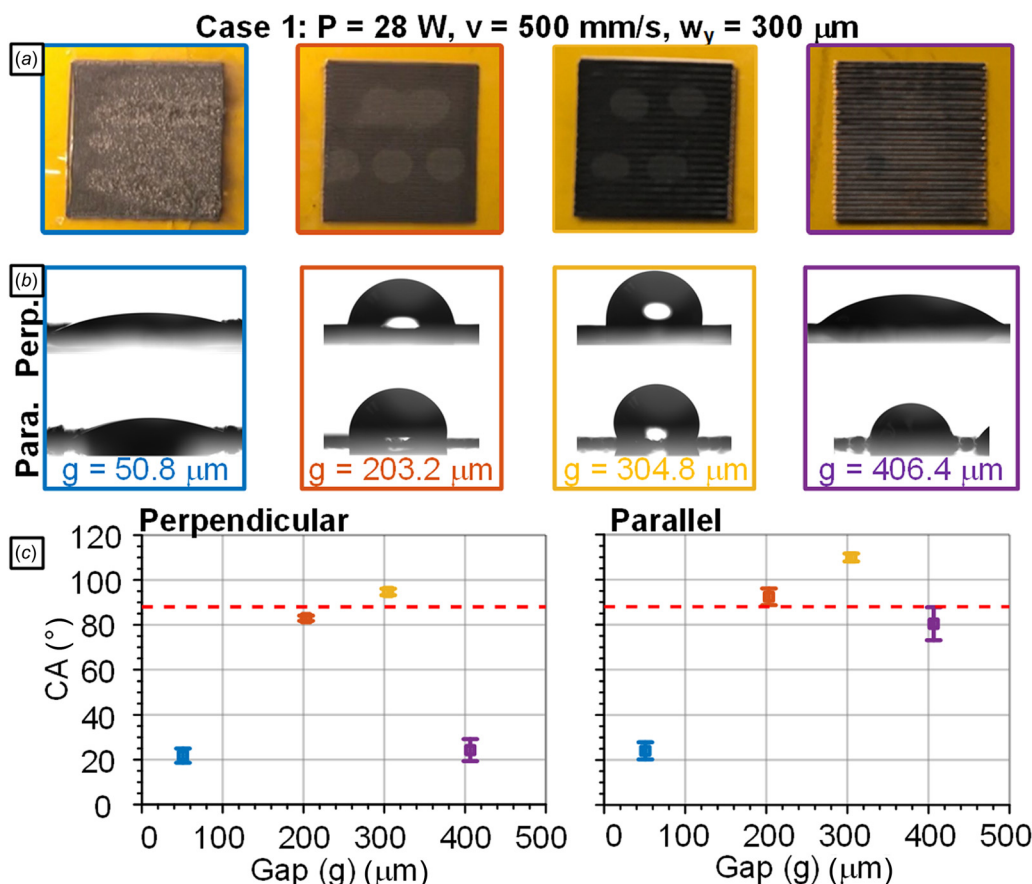 Case 1: P = 28 W, v = 500 mm/s, wy = 300 μm
(a)
(b)
Perp.
Para.
g = 50.8 μm
g = 203.2 μm
g = 304.8 μm
g = 406.4 μm
(c)
Perpendicular
Parallel
120
100
80
60
40
20
0
CA (°)
0 100 200 300 400 500
0 100 200 300 400 500
Gap (g) (μm)
Gap (g) (μm)